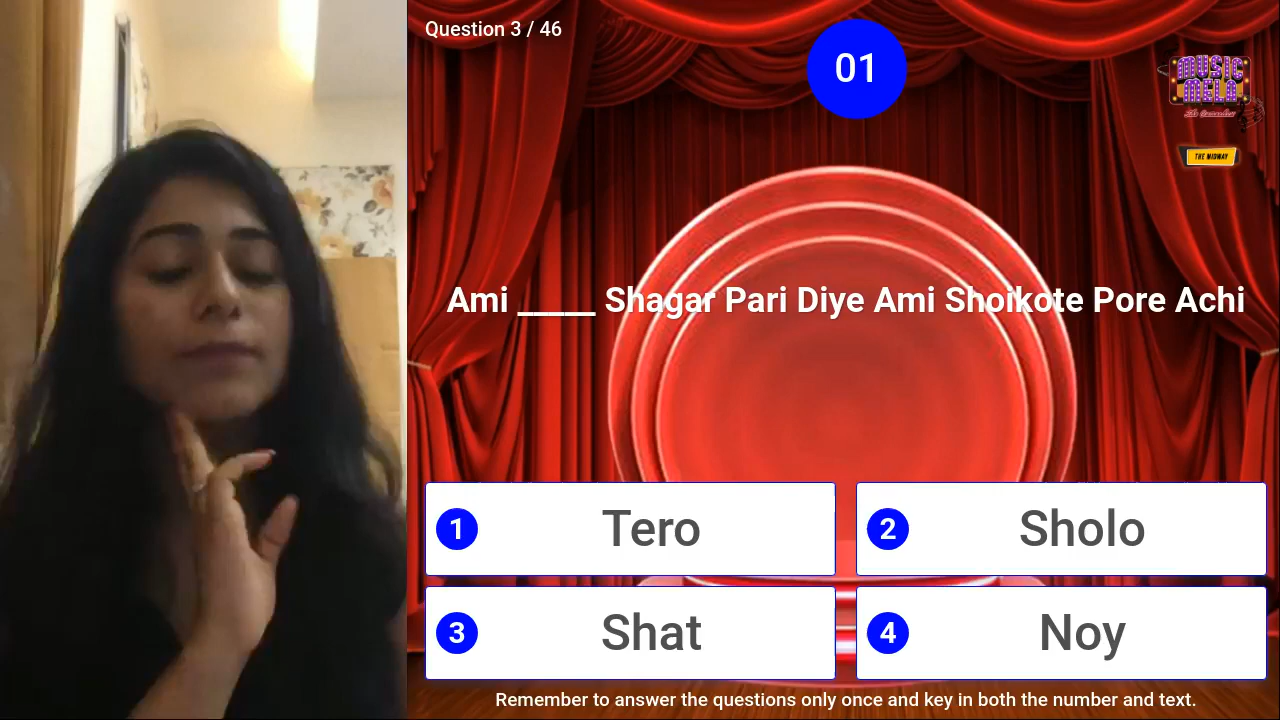 Question 3 / 46
01
MUSIC
MELA
THE MIDWAY
Ami _____ Shagar Pari Diye Ami Shoikote Pore Achi
1 Tero
2 Sholo
3 Shat
4 Noy
Remember to answer the questions only once and key in both the number and text.